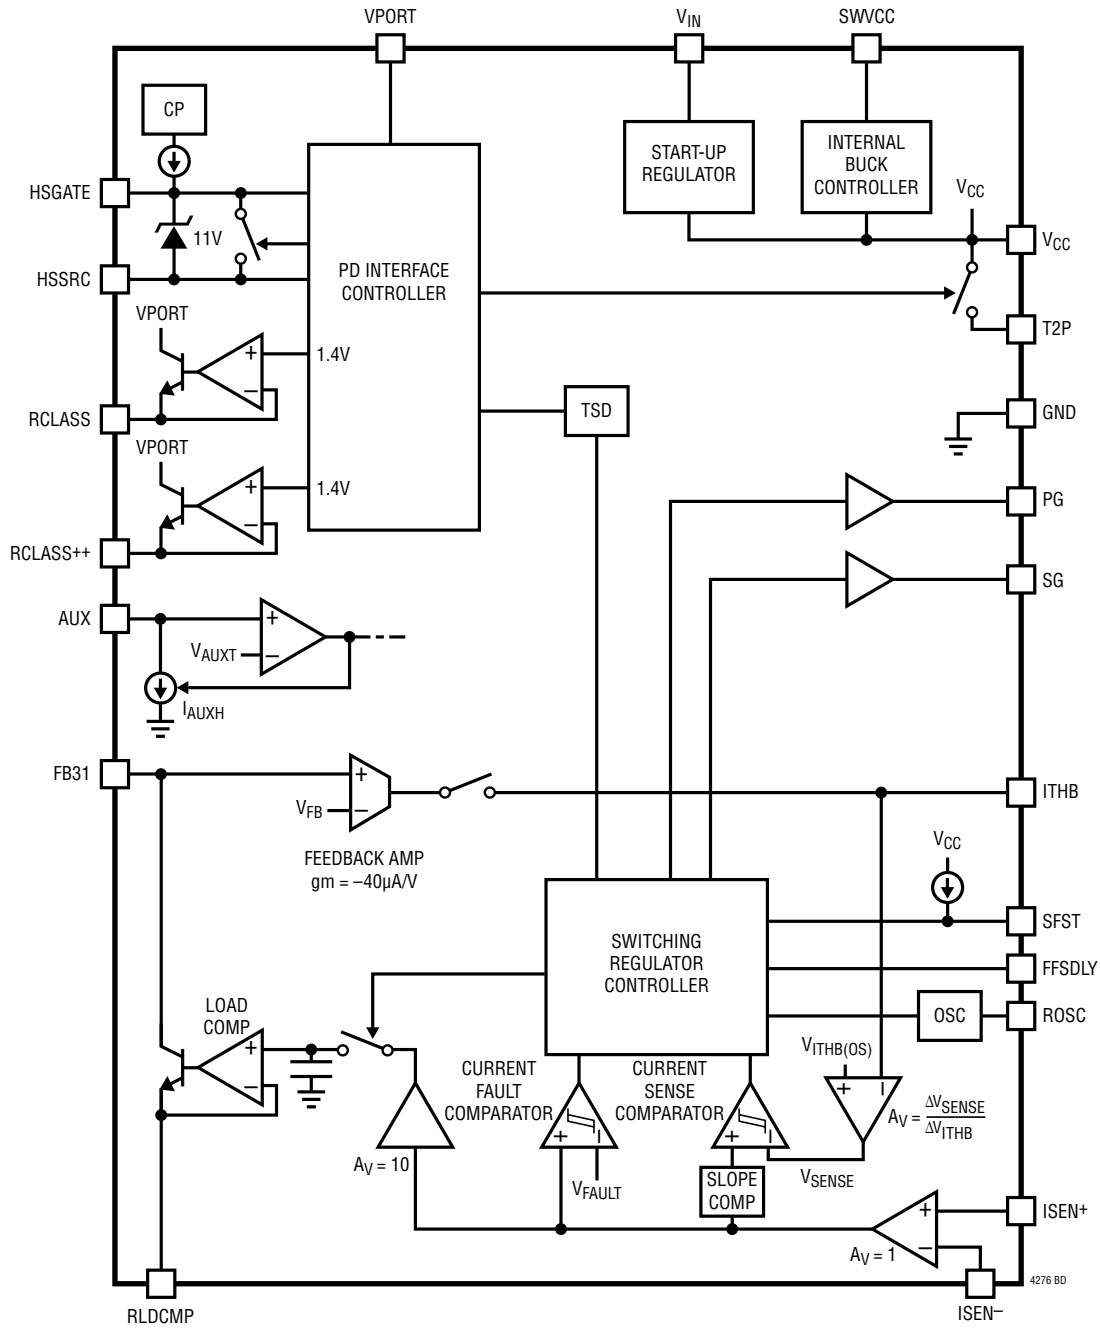 VPORT
VIN
SWVCC
CP
START-UP
REGULATOR
INTERNAL
BUCK
CONTROLLER
HSGATE
VCC
11V
VCC
HSSRC
PD INTERFACE
CONTROLLER
VPORT
T2P
+
1.4V
–
RCLASS
TSD
GND
VPORT
+
1.4V
–
PG
RCLASS++
SG
AUX
+
VAUXT
–
IAUXH
FB31
+
VFB
–
ITHB
FEEDBACK AMP
gm = –40µA/V
VCC
SFST
SWITCHING
REGULATOR
CONTROLLER
FFSDLY
LOAD
COMP
OSC
ROSC
+
–
VITHB(OS)
CURRENT
FAULT
COMPARATOR
CURRENT
SENSE
COMPARATOR
+ –
AV = ΔVSENSE
ΔVITHB
+ –
+ –
AV = 10
VFAULT
SLOPE
COMP
VSENSE
+
ISEN+
–
AV = 1
4276 BD
RLDCMP
ISEN–